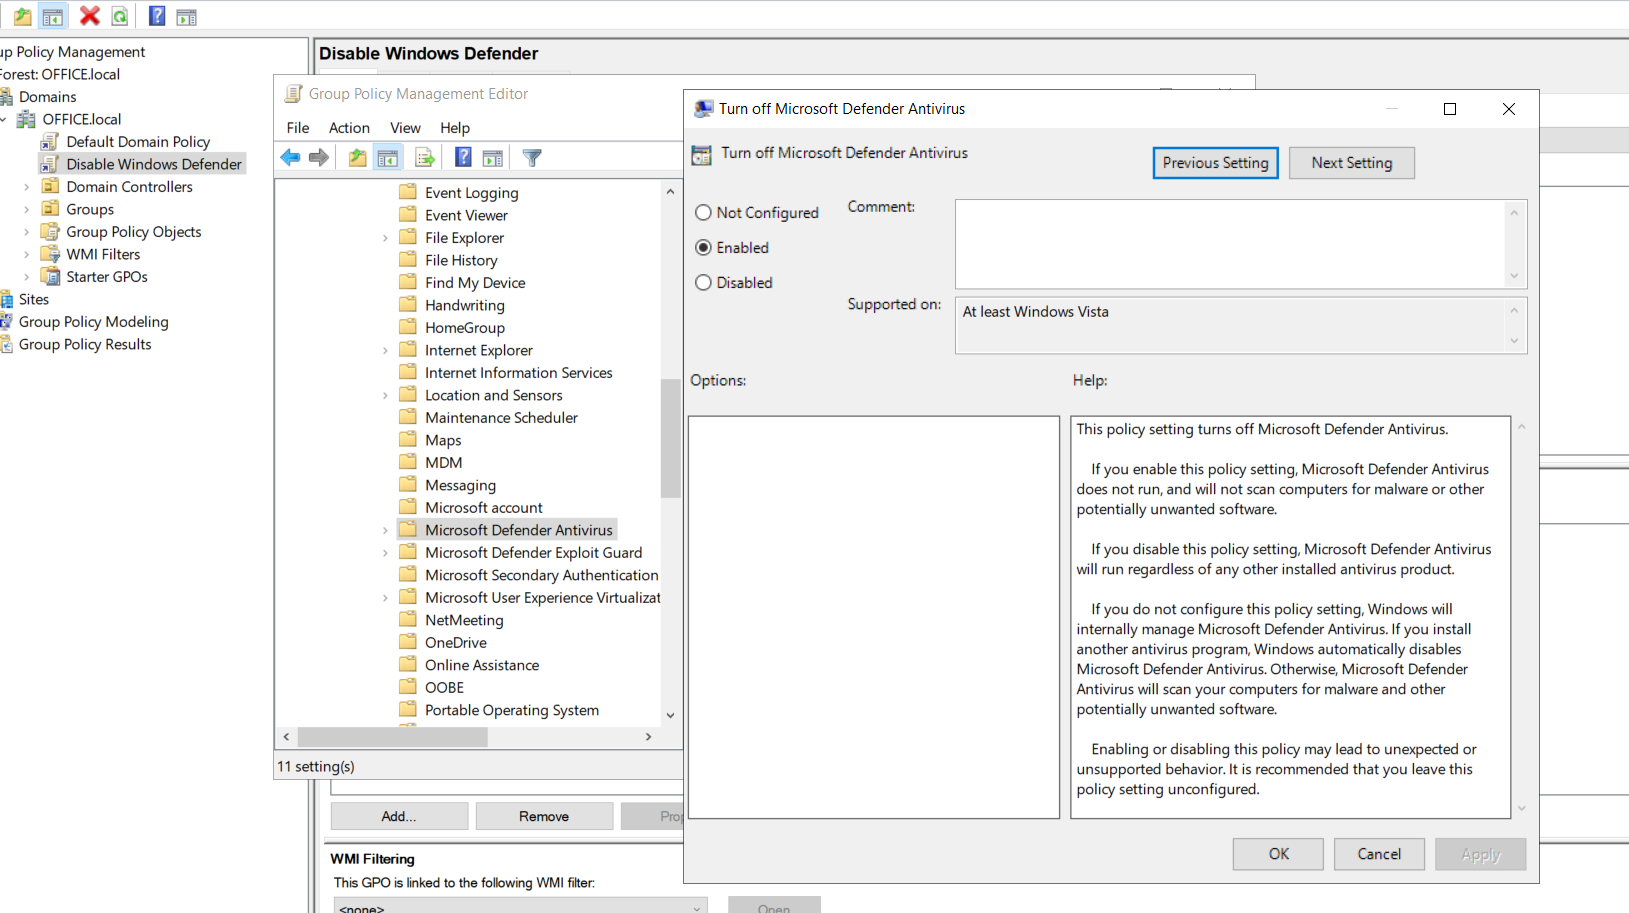 up Policy Management
Forest: OFFICE.local
Domains
OFFICE.local
Default Domain Policy
Disable Windows Defender
Domain Controllers
Groups
Group Policy Objects
WMI Filters
Starter GPOs
Sites
Group Policy Modeling
Group Policy Results
Disable Windows Defender
Group Policy Management Editor
File Action View Help
Event Logging
Event Viewer
File Explorer
File History
Find My Device
Handwriting
HomeGroup
Internet Explorer
Internet Information Services
Location and Sensors
Maintenance Scheduler
Maps
MDM
Messaging
Microsoft account
Microsoft Defender Antivirus
Microsoft Defender Exploit Guard
Microsoft Secondary Authentication
Microsoft User Experience Virtualizat
NetMeeting
OneDrive
Online Assistance
OOBE
Portable Operating System
11 setting(s)
Add... Remove Prop
WMI Filtering
This GPO is linked to the following WMI filter:
<none> Open
Turn off Microsoft Defender Antivirus
Turn off Microsoft Defender Antivirus
Previous Setting Next Setting
Not Configured
Enabled
Disabled
Comment:
Supported on:
At least Windows Vista
Options:
Help:
This policy setting turns off Microsoft Defender Antivirus.
If you enable this policy setting, Microsoft Defender Antivirus
does not run, and will not scan computers for malware or other
potentially unwanted software.
If you disable this policy setting, Microsoft Defender Antivirus
will run regardless of any other installed antivirus product.
If you do not configure this policy setting, Windows will
internally manage Microsoft Defender Antivirus. If you install
another antivirus program, Windows automatically disables
Microsoft Defender Antivirus. Otherwise, Microsoft Defender
Antivirus will scan your computers for malware and other
potentially unwanted software.
Enabling or disabling this policy may lead to unexpected or
unsupported behavior. It is recommended that you leave this
policy setting unconfigured.
OK Cancel Apply